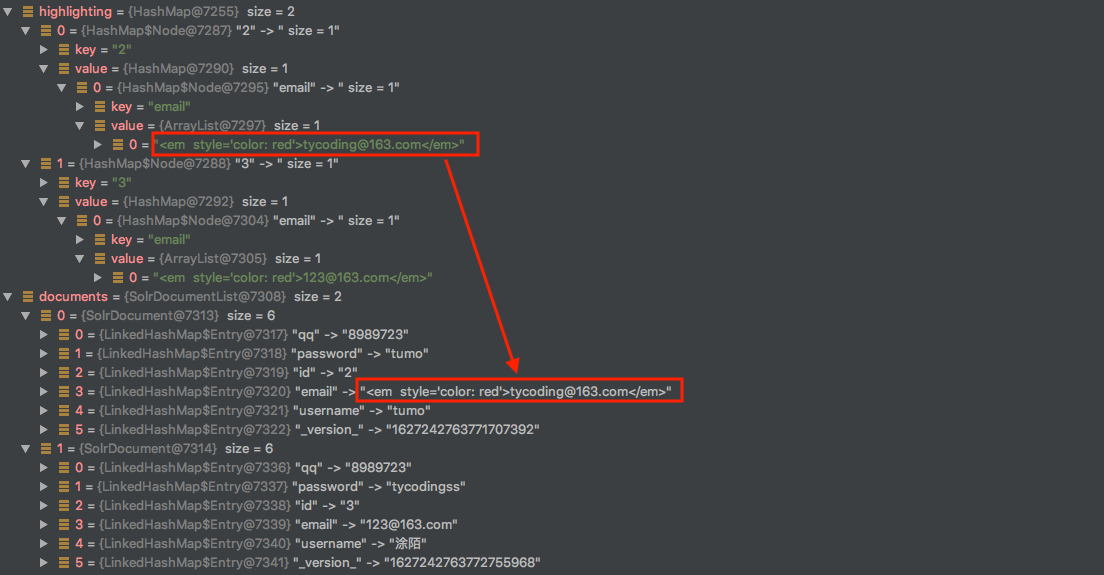 highlighting = {HashMap@7255} size = 2
0 = {HashMap$Node@7287} "2" -> " size = 1"
key = "2"
value = {HashMap@7290} size = 1
0 = {HashMap$Node@7295} "email" -> " size = 1"
key = "email"
value = {ArrayList@7297} size = 1
0 = "<em  style='color: red'>tycoding@163.com</em>"
1 = {HashMap$Node@7288} "3" -> " size = 1"
key = "3"
value = {HashMap@7292} size = 1
0 = {HashMap$Node@7304} "email" -> " size = 1"
key = "email"
value = {ArrayList@7305} size = 1
0 = "<em  style='color: red'>123@163.com</em>"
documents = {SolrDocumentList@7308} size = 2
0 = {SolrDocument@7313} size = 6
0 = {LinkedHashMap$Entry@7317} "qq" -> "8989723"
1 = {LinkedHashMap$Entry@7318} "password" -> "tumo"
2 = {LinkedHashMap$Entry@7319} "id" -> "2"
3 = {LinkedHashMap$Entry@7320} "email" -> "<em  style='color: red'>tycoding@163.com</em>"
4 = {LinkedHashMap$Entry@7321} "username" -> "tumo"
5 = {LinkedHashMap$Entry@7322} "_version_" -> "1627242763771707392"
1 = {SolrDocument@7314} size = 6
0 = {LinkedHashMap$Entry@7336} "qq" -> "8989723"
1 = {LinkedHashMap$Entry@7337} "password" -> "tycodingss"
2 = {LinkedHashMap$Entry@7338} "id" -> "3"
3 = {LinkedHashMap$Entry@7339} "email" -> "123@163.com"
4 = {LinkedHashMap$Entry@7340} "username" -> "涂陌"
5 = {LinkedHashMap$Entry@7341} "_version_" -> "1627242763772755968"